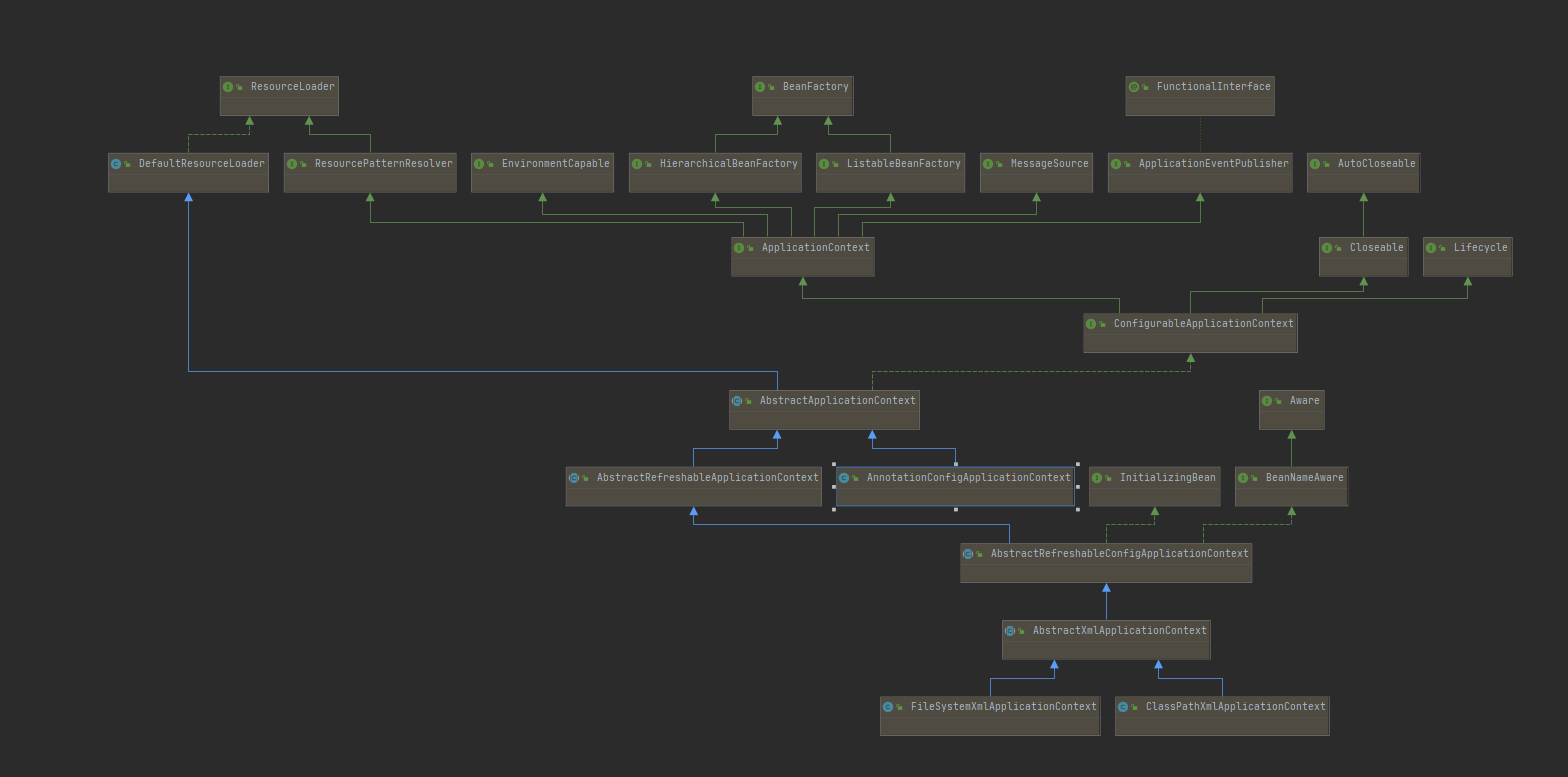 ResourceLoader
BeanFactory
FunctionalInterface
DefaultResourceLoader
ResourcePatternResolver
EnvironmentCapable
HierarchicalBeanFactory
ListableBeanFactory
MessageSource
ApplicationEventPublisher
AutoCloseable
ApplicationContext
Closeable
Lifecycle
ConfigurableApplicationContext
AbstractApplicationContext
Aware
AbstractRefreshableApplicationContext
AnnotationConfigApplicationContext
InitializingBean
BeanNameAware
AbstractRefreshableConfigApplicationContext
AbstractXmlApplicationContext
FileSystemXmlApplicationContext
ClassPathXmlApplicationContext